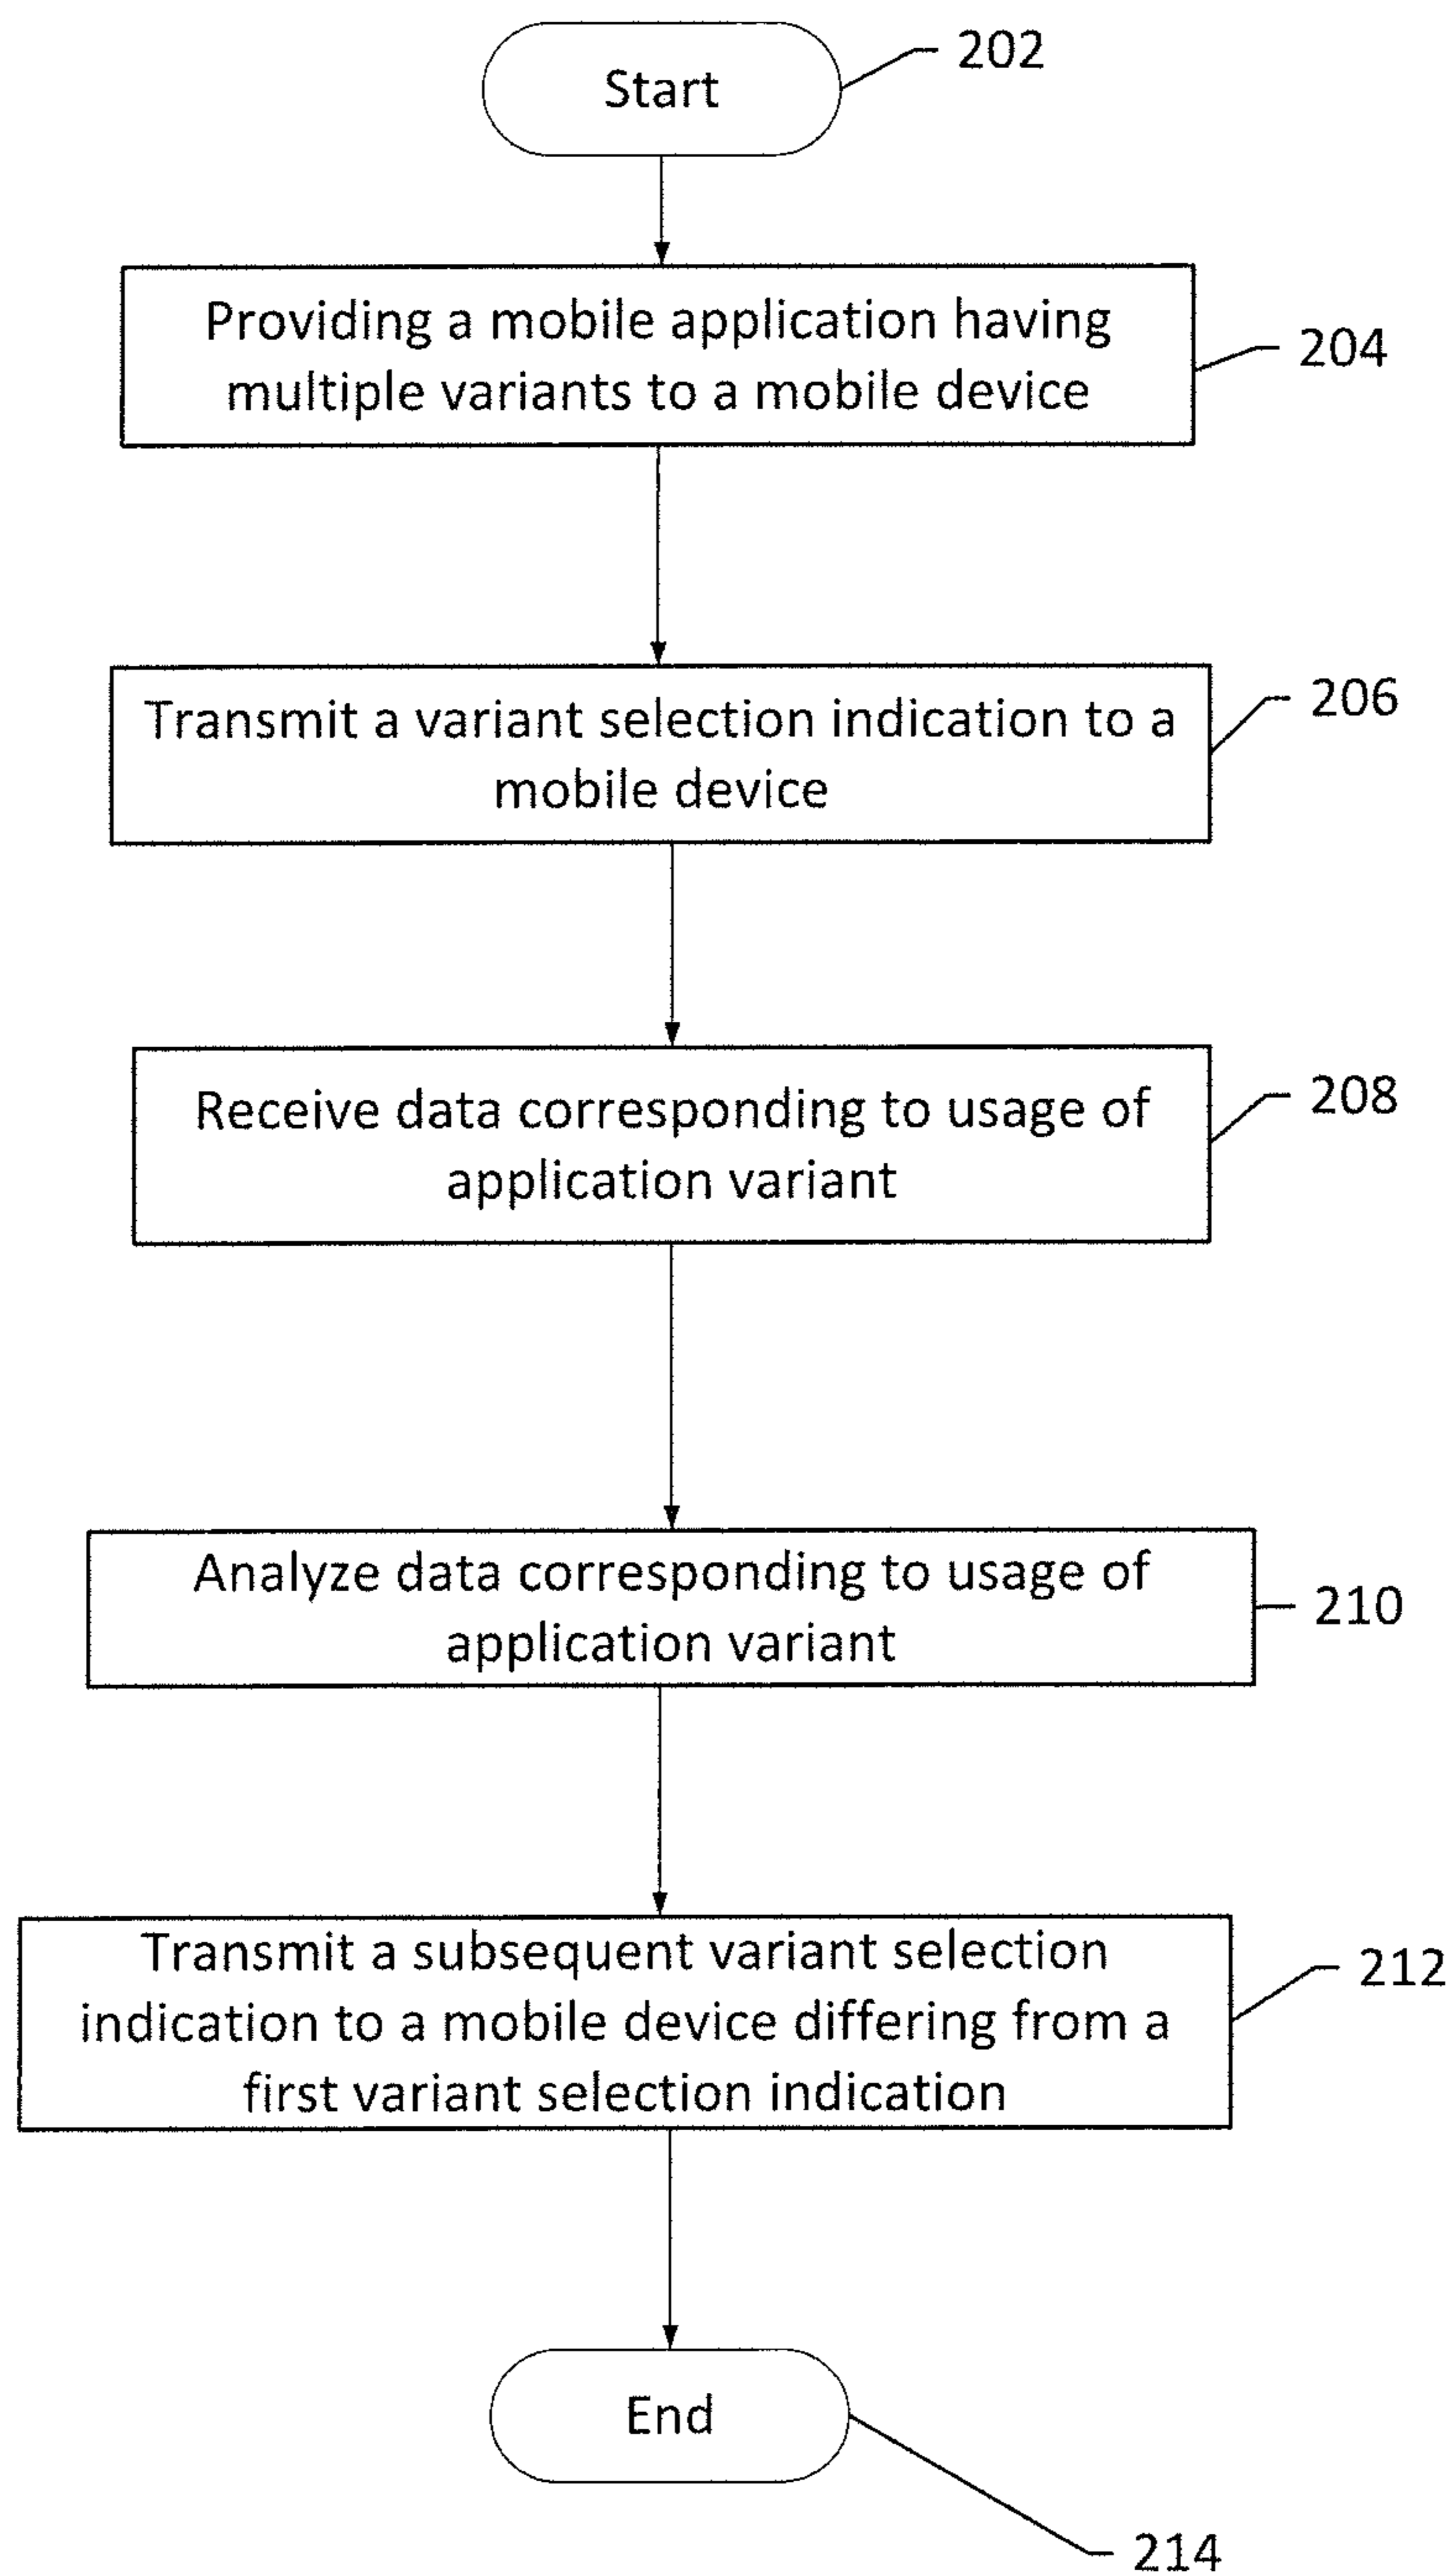 Start
202
Providing a mobile application having
multiple variants to a mobile device
204
Transmit a variant selection indication to a
mobile device
206
Receive data corresponding to usage of
application variant
208
Analyze data corresponding to usage of
application variant
210
Transmit a subsequent variant selection
indication to a mobile device differing from a
first variant selection indication
212
End
214